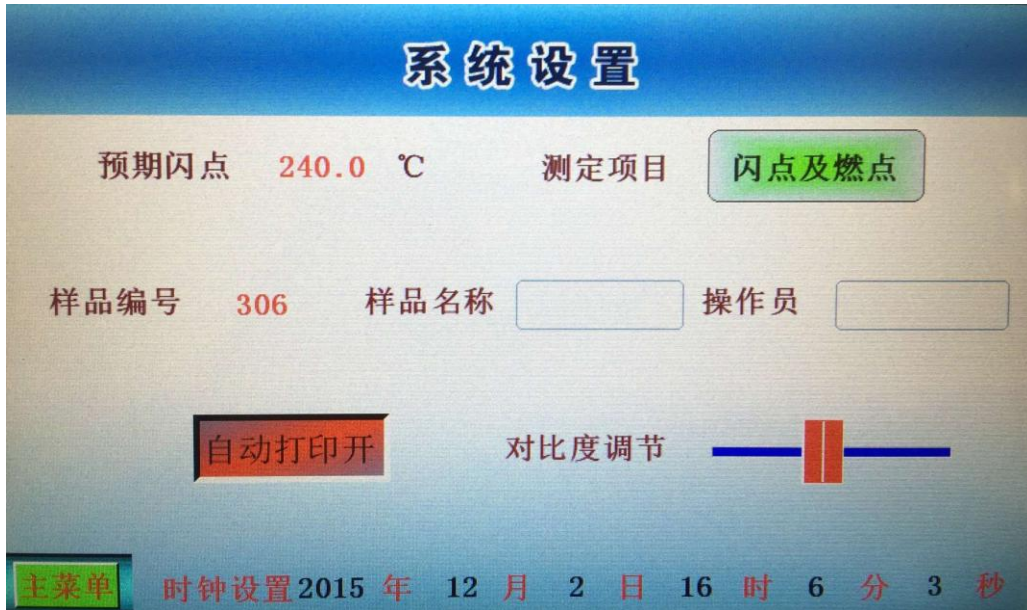 系统设置
预期闪点 240.0 ℃ 测定项目 闪点及燃点
样品编号 306 样品名称 操作员
自动打印开 对比度调节
主菜单 时钟设置2015 年 12 月 2 日 16 时 6 分 3 秒